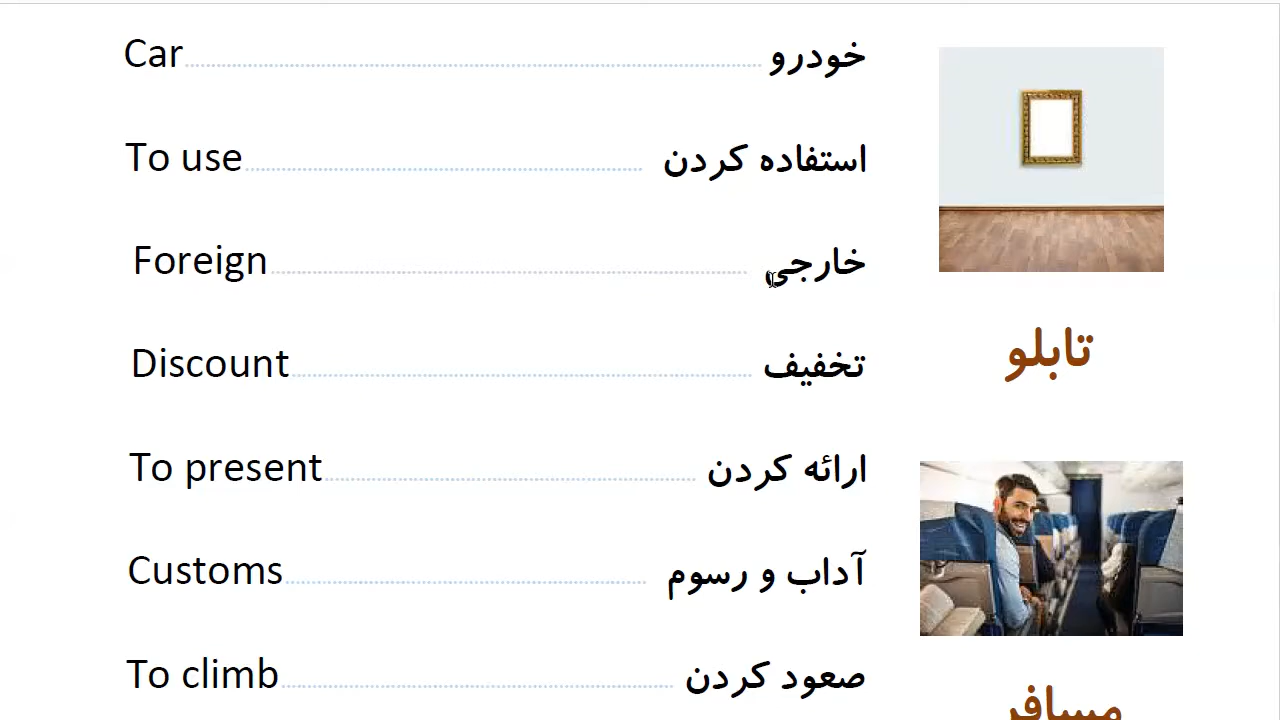 Car خودرو
To use استفاده کردن
Foreign خارجی
Discount تخفیف
To present ارائه کردن
Customs آداب و رسوم
To climb صعود کردن
تابلو
مسافر